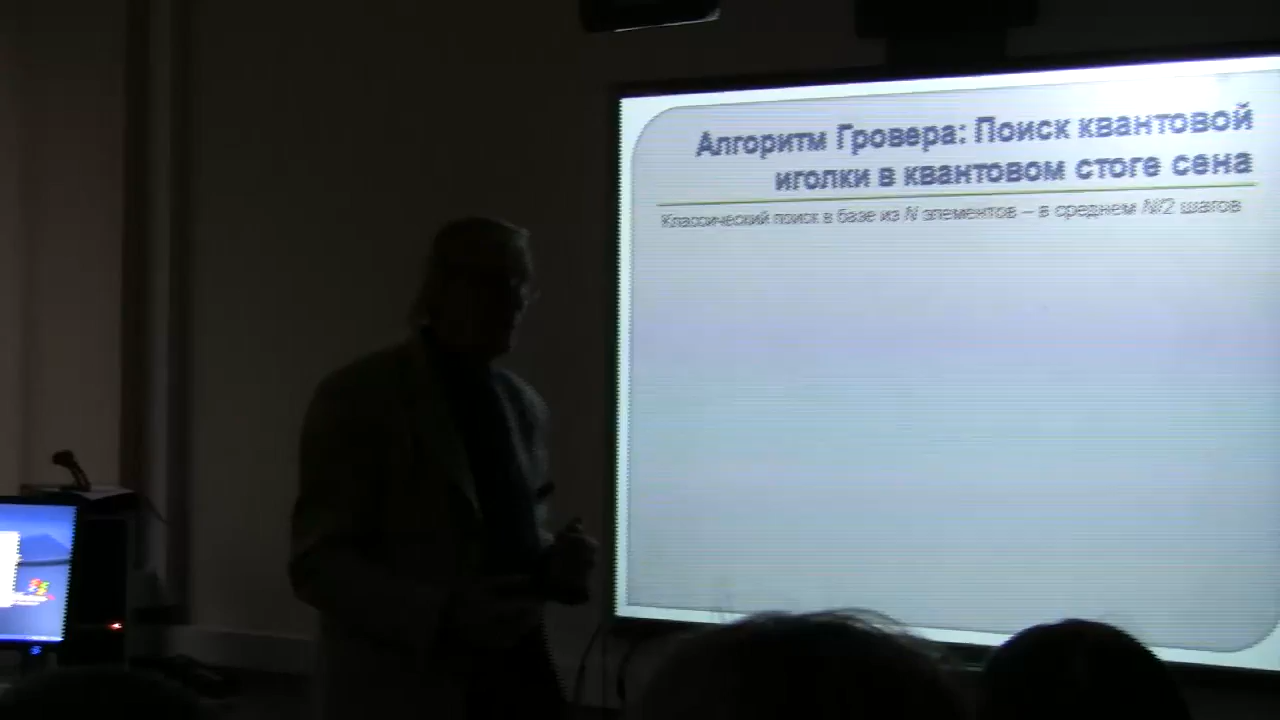 Алгоритм Гровера: Поиск квантовой
иголки в квантовом стоге сена
Классический поиск в базе из N элементов – в среднем N/2 шагов